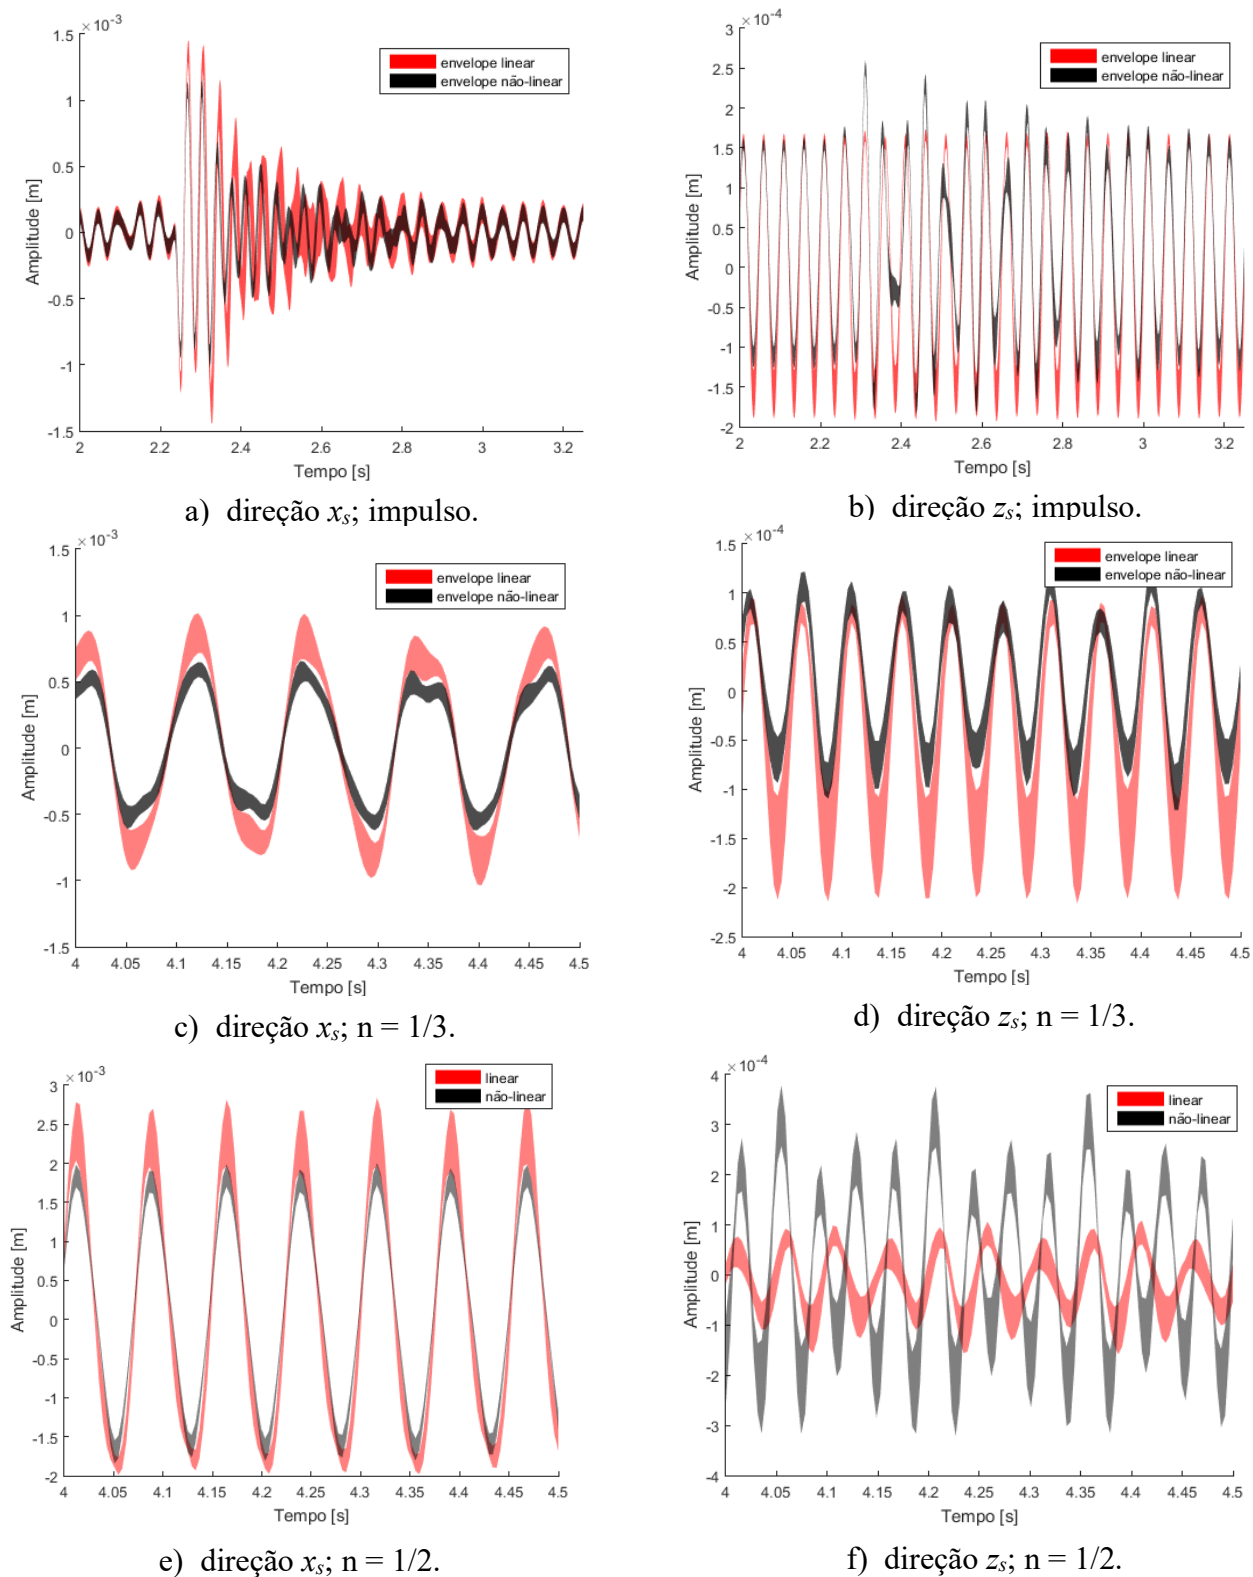 ×10⁻³
1.5
1
0.5
0
-0.5
-1
-1.5
Amplitude [m]
envelope linear
envelope não-linear
2 2.2 2.4 2.6 2.8 3 3.2
Tempo [s]
a) direção xₛ; impulso.
×10⁻⁴
3
2.5
2
1.5
1
0.5
0
-0.5
-1
-1.5
-2
Amplitude [m]
envelope linear
envelope não-linear
2 2.2 2.4 2.6 2.8 3 3.2
Tempo [s]
b) direção zₛ; impulso.
×10⁻³
1.5
1
0.5
0
-0.5
-1
-1.5
Amplitude [m]
envelope linear
envelope não-linear
4 4.05 4.1 4.15 4.2 4.25 4.3 4.35 4.4 4.45 4.5
Tempo [s]
c) direção xₛ; n = 1/3.
×10⁻⁴
1.5
1
0.5
0
-0.5
-1
-1.5
-2
-2.5
Amplitude [m]
envelope linear
envelope não-linear
4 4.05 4.1 4.15 4.2 4.25 4.3 4.35 4.4 4.45 4.5
Tempo [s]
d) direção zₛ; n = 1/3.
×10⁻³
3
2.5
2
1.5
1
0.5
0
-0.5
-1
-1.5
-2
Amplitude [m]
linear
não-linear
4 4.05 4.1 4.15 4.2 4.25 4.3 4.35 4.4 4.45 4.5
Tempo [s]
e) direção xₛ; n = 1/2.
×10⁻⁴
4
3
2
1
0
-1
-2
-3
-4
Amplitude [m]
linear
não-linear
4 4.05 4.1 4.15 4.2 4.25 4.3 4.35 4.4 4.45 4.5
Tempo [s]
f) direção zₛ; n = 1/2.